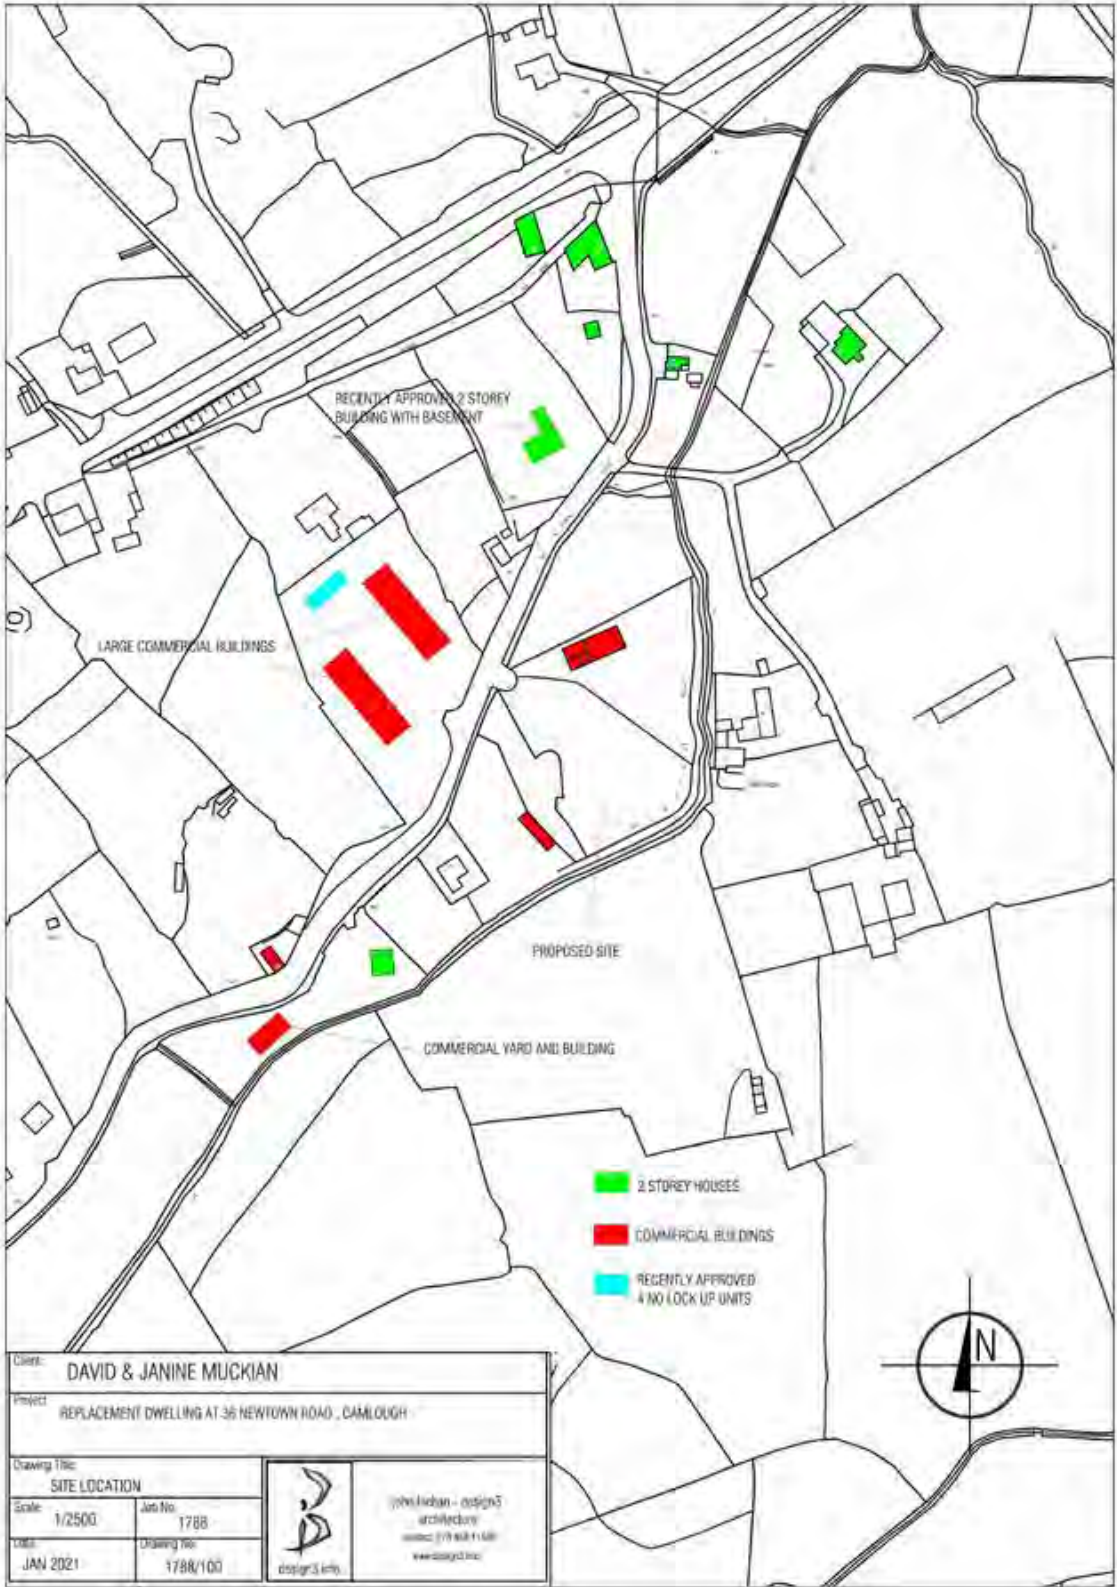 RECENTLY APPROVED 2 STOREY
BUILDING WITH BASEMENT
LARGE COMMERCIAL BUILDINGS
PROPOSED SITE
COMMERCIAL YARD AND BUILDING
2 STOREY HOUSES
COMMERCIAL BUILDINGS
RECENTLY APPROVED
4 NO LOCK UP UNITS
N
Client:
DAVID & JANINE MUCKIAN
Project
REPLACEMENT DWELLING AT 36 NEWTOWN ROAD , CAMLOUGH
Drawing Title:
SITE LOCATION
Scale
1/2500
Job No.
1788
Date
JAN 2021
Drawing No:
1788/100
design3.info
architecture